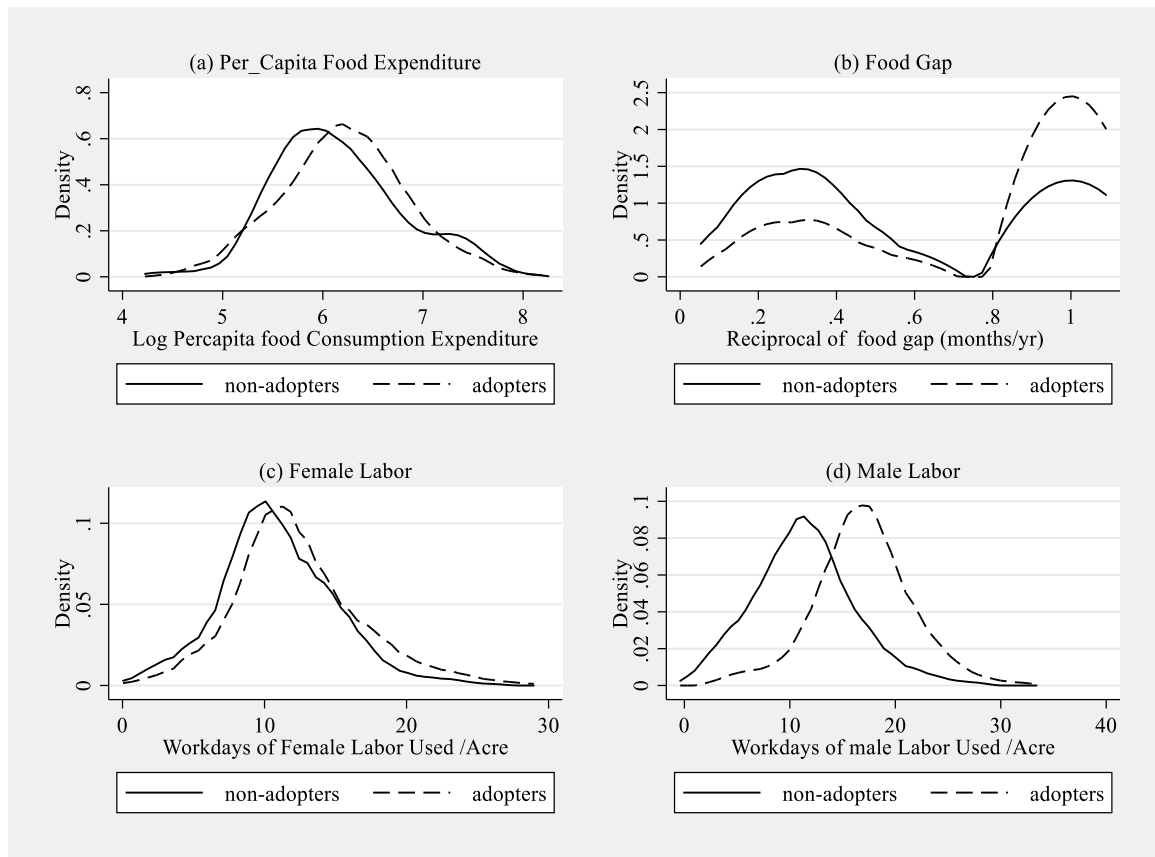 (a) Per_Capita Food Expenditure
Density
0 .2 .4 .6 .8
4 5 6 7 8
Log Percapita food Consumption Expenditure
non-adopters adopters
(b) Food Gap
Density
0 .5 1 1.5 2 2.5
0 .2 .4 .6 .8 1
Reciprocal of food gap (months/yr)
non-adopters adopters
(c) Female Labor
Density
0 .05 .1
0 10 20 30
Workdays of Female Labor Used /Acre
non-adopters adopters
(d) Male Labor
Density
0 .02 .04 .06 .08 .1
0 10 20 30 40
Workdays of male Labor Used /Acre
non-adopters adopters